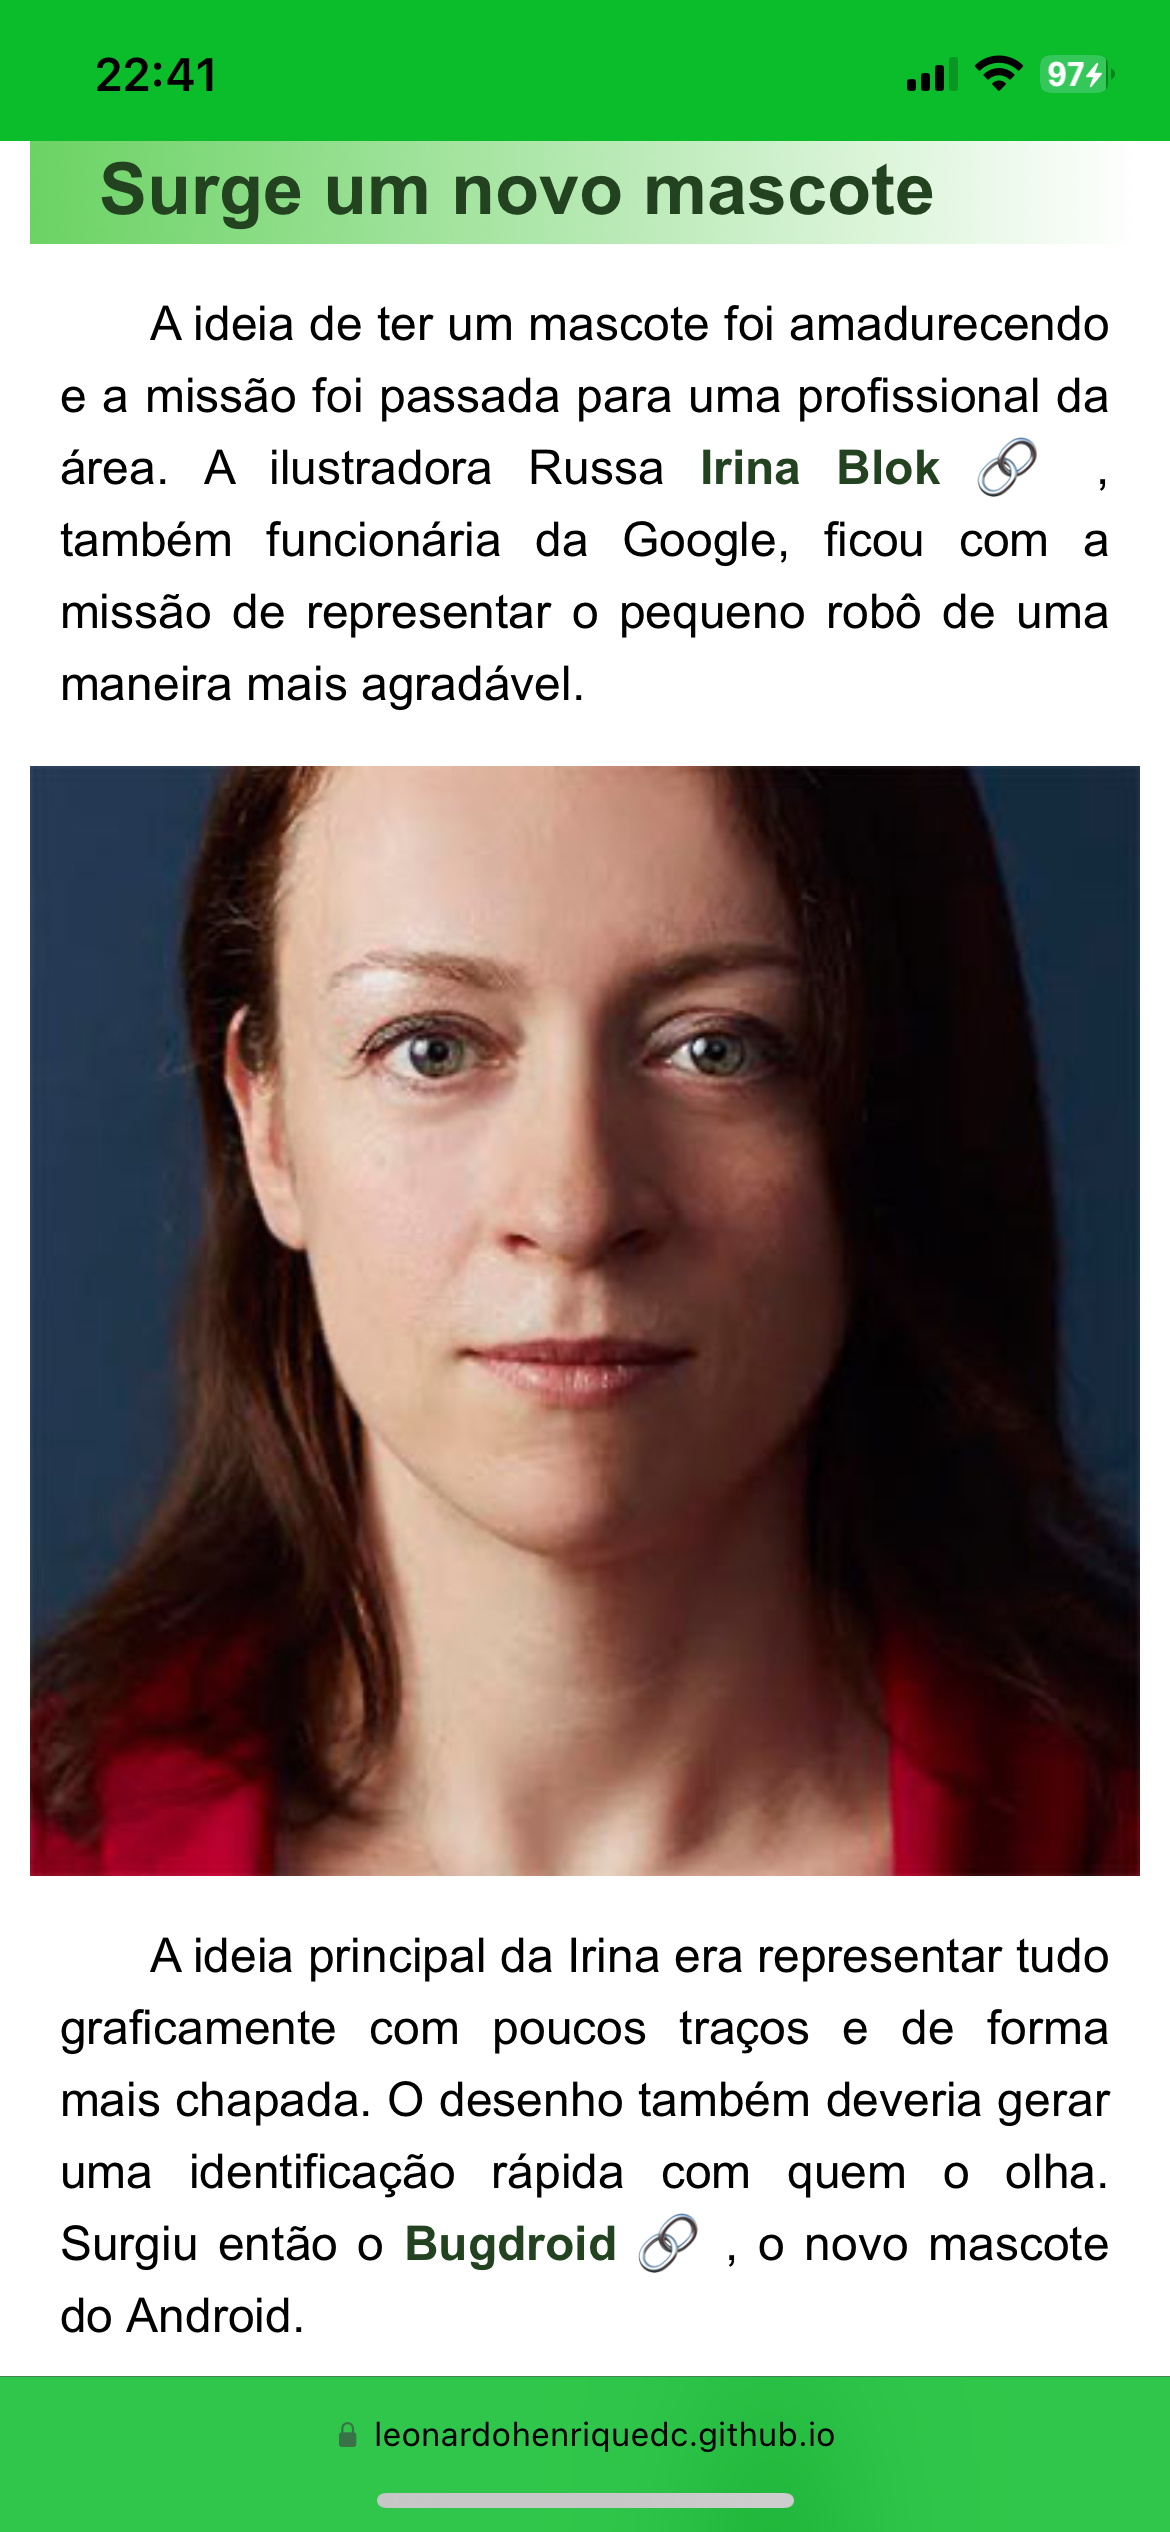 22:41
97
Surge um novo mascote
A ideia de ter um mascote foi amadurecendo
e a missão foi passada para uma profissional da
área. A ilustradora Russa Irina Blok 🔗 ,
também funcionária da Google, ficou com a
missão de representar o pequeno robô de uma
maneira mais agradável.
A ideia principal da Irina era representar tudo
graficamente com poucos traços e de forma
mais chapada. O desenho também deveria gerar
uma identificação rápida com quem o olha.
Surgiu então o Bugdroid 🔗 , o novo mascote
do Android.
leonardohenriquedc.github.io